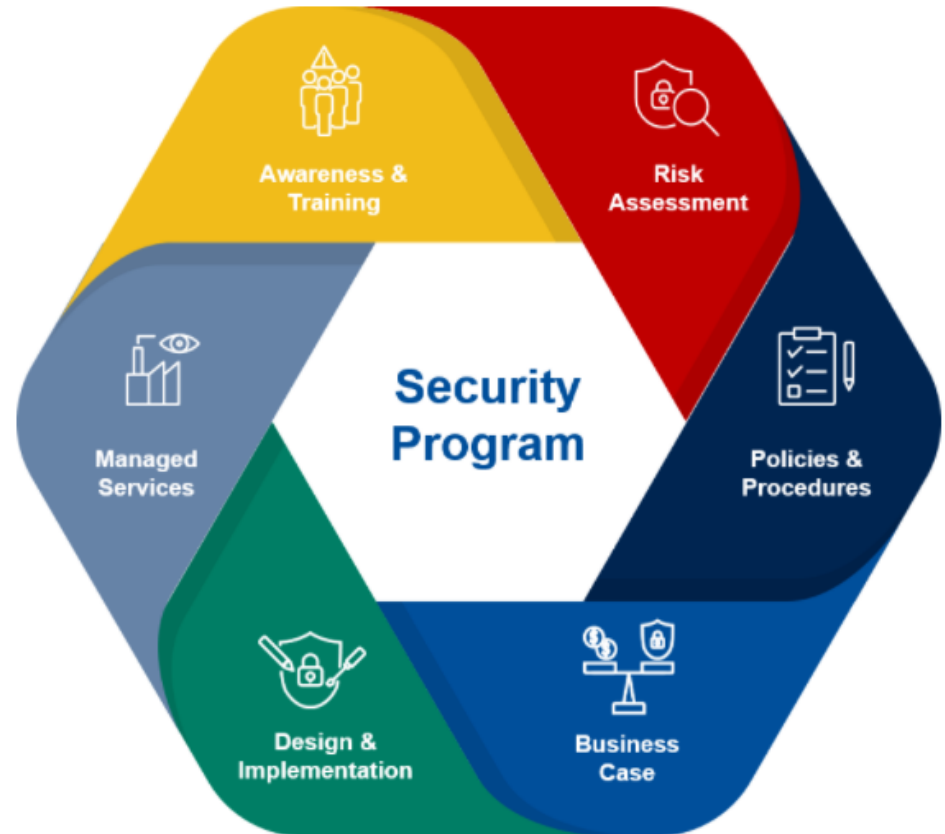 Awareness &
Training
Risk
Assessment
Security
Program
Managed
Services
Policies &
Procedures
Design &
Implementation
Business
Case